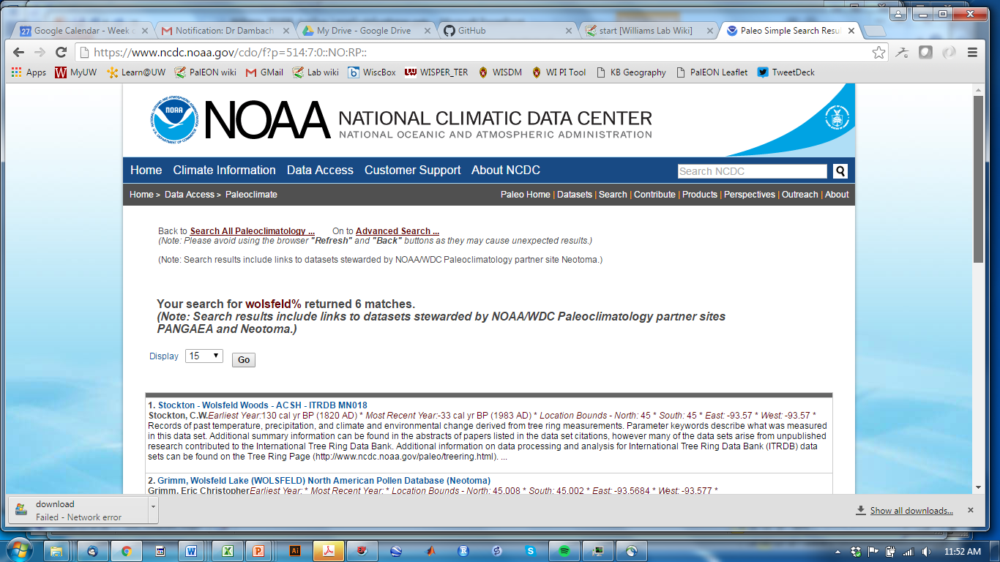 Google Calendar - Week o
Notification: Dr Dambach
My Drive - Google Drive
GitHub
start [Williams Lab Wiki]
Paleo Simple Search Resul
https://www.ncdc.noaa.gov/cdo/f?p=514:7:0::NO:RP::
Apps MyUW Learn@UW PalEON wiki GMail Lab wiki WiscBox WISPER_TER WISDM WI PI Tool KB Geography PalEON Leaflet TweetDeck
NOAA NATIONAL CLIMATIC DATA CENTER
NATIONAL OCEANIC AND ATMOSPHERIC ADMINISTRATION
Home Climate Information Data Access Customer Support About NCDC Search NCDC
Home > Data Access > Paleoclimate Paleo Home | Datasets | Search | Contribute | Products | Perspectives | Outreach | About
Back to Search All Paleoclimatology ... On to Advanced Search ...
(Note: Please avoid using the browser "Refresh" and "Back" buttons as they may cause unexpected results.)
(Note: Search results include links to datasets stewarded by NOAA/WDC Paleoclimatology partner site Neotoma.)
Your search for wolsfeld% returned 6 matches.
(Note: Search results include links to datasets stewarded by NOAA/WDC Paleoclimatology partner sites
PANGAEA and Neotoma.)
Display 15 Go
1. Stockton - Wolsfeld Woods - ACSH - ITRDB MN018
Stockton, C.W.Earliest Year:130 cal yr BP (1820 AD) * Most Recent Year:-33 cal yr BP (1983 AD) * Location Bounds - North: 45 * South: 45 * East: -93.57 * West: -93.57 *
Records of past temperature, precipitation, and climate and environmental change derived from tree ring measurements. Parameter keywords describe what was measured
in this data set. Additional summary information can be found in the abstracts of papers listed in the data set citations, however many of the data sets arise from unpublished
research contributed to the International Tree Ring Data Bank. Additional information on data processing and analysis for International Tree Ring Data Bank (ITRDB) data
sets can be found on the Tree Ring Page (http://www.ncdc.noaa.gov/paleo/treering.html). ...
2. Grimm, Wolsfeld Lake (WOLSFELD) North American Pollen Database (Neotoma)
Grimm, Eric ChristopherEarliest Year: * Most Recent Year: * Location Bounds - North: 45.008 * South: 45.002 * East: -93.5684 * West: -93.577 *
download
Failed - Network error
Show all downloads...
11:52 AM